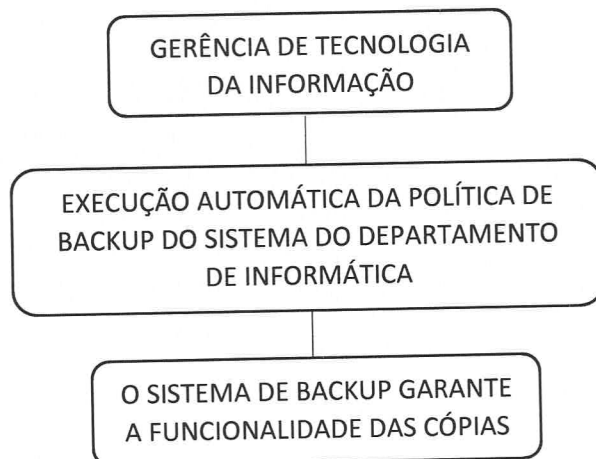 GERÊNCIA DE TECNOLOGIA
DA INFORMAÇÃO
EXECUÇÃO AUTOMÁTICA DA POLÍTICA DE
BACKUP DO SISTEMA DO DEPARTAMENTO
DE INFORMÁTICA
O SISTEMA DE BACKUP GARANTE
A FUNCIONALIDADE DAS CÓPIAS